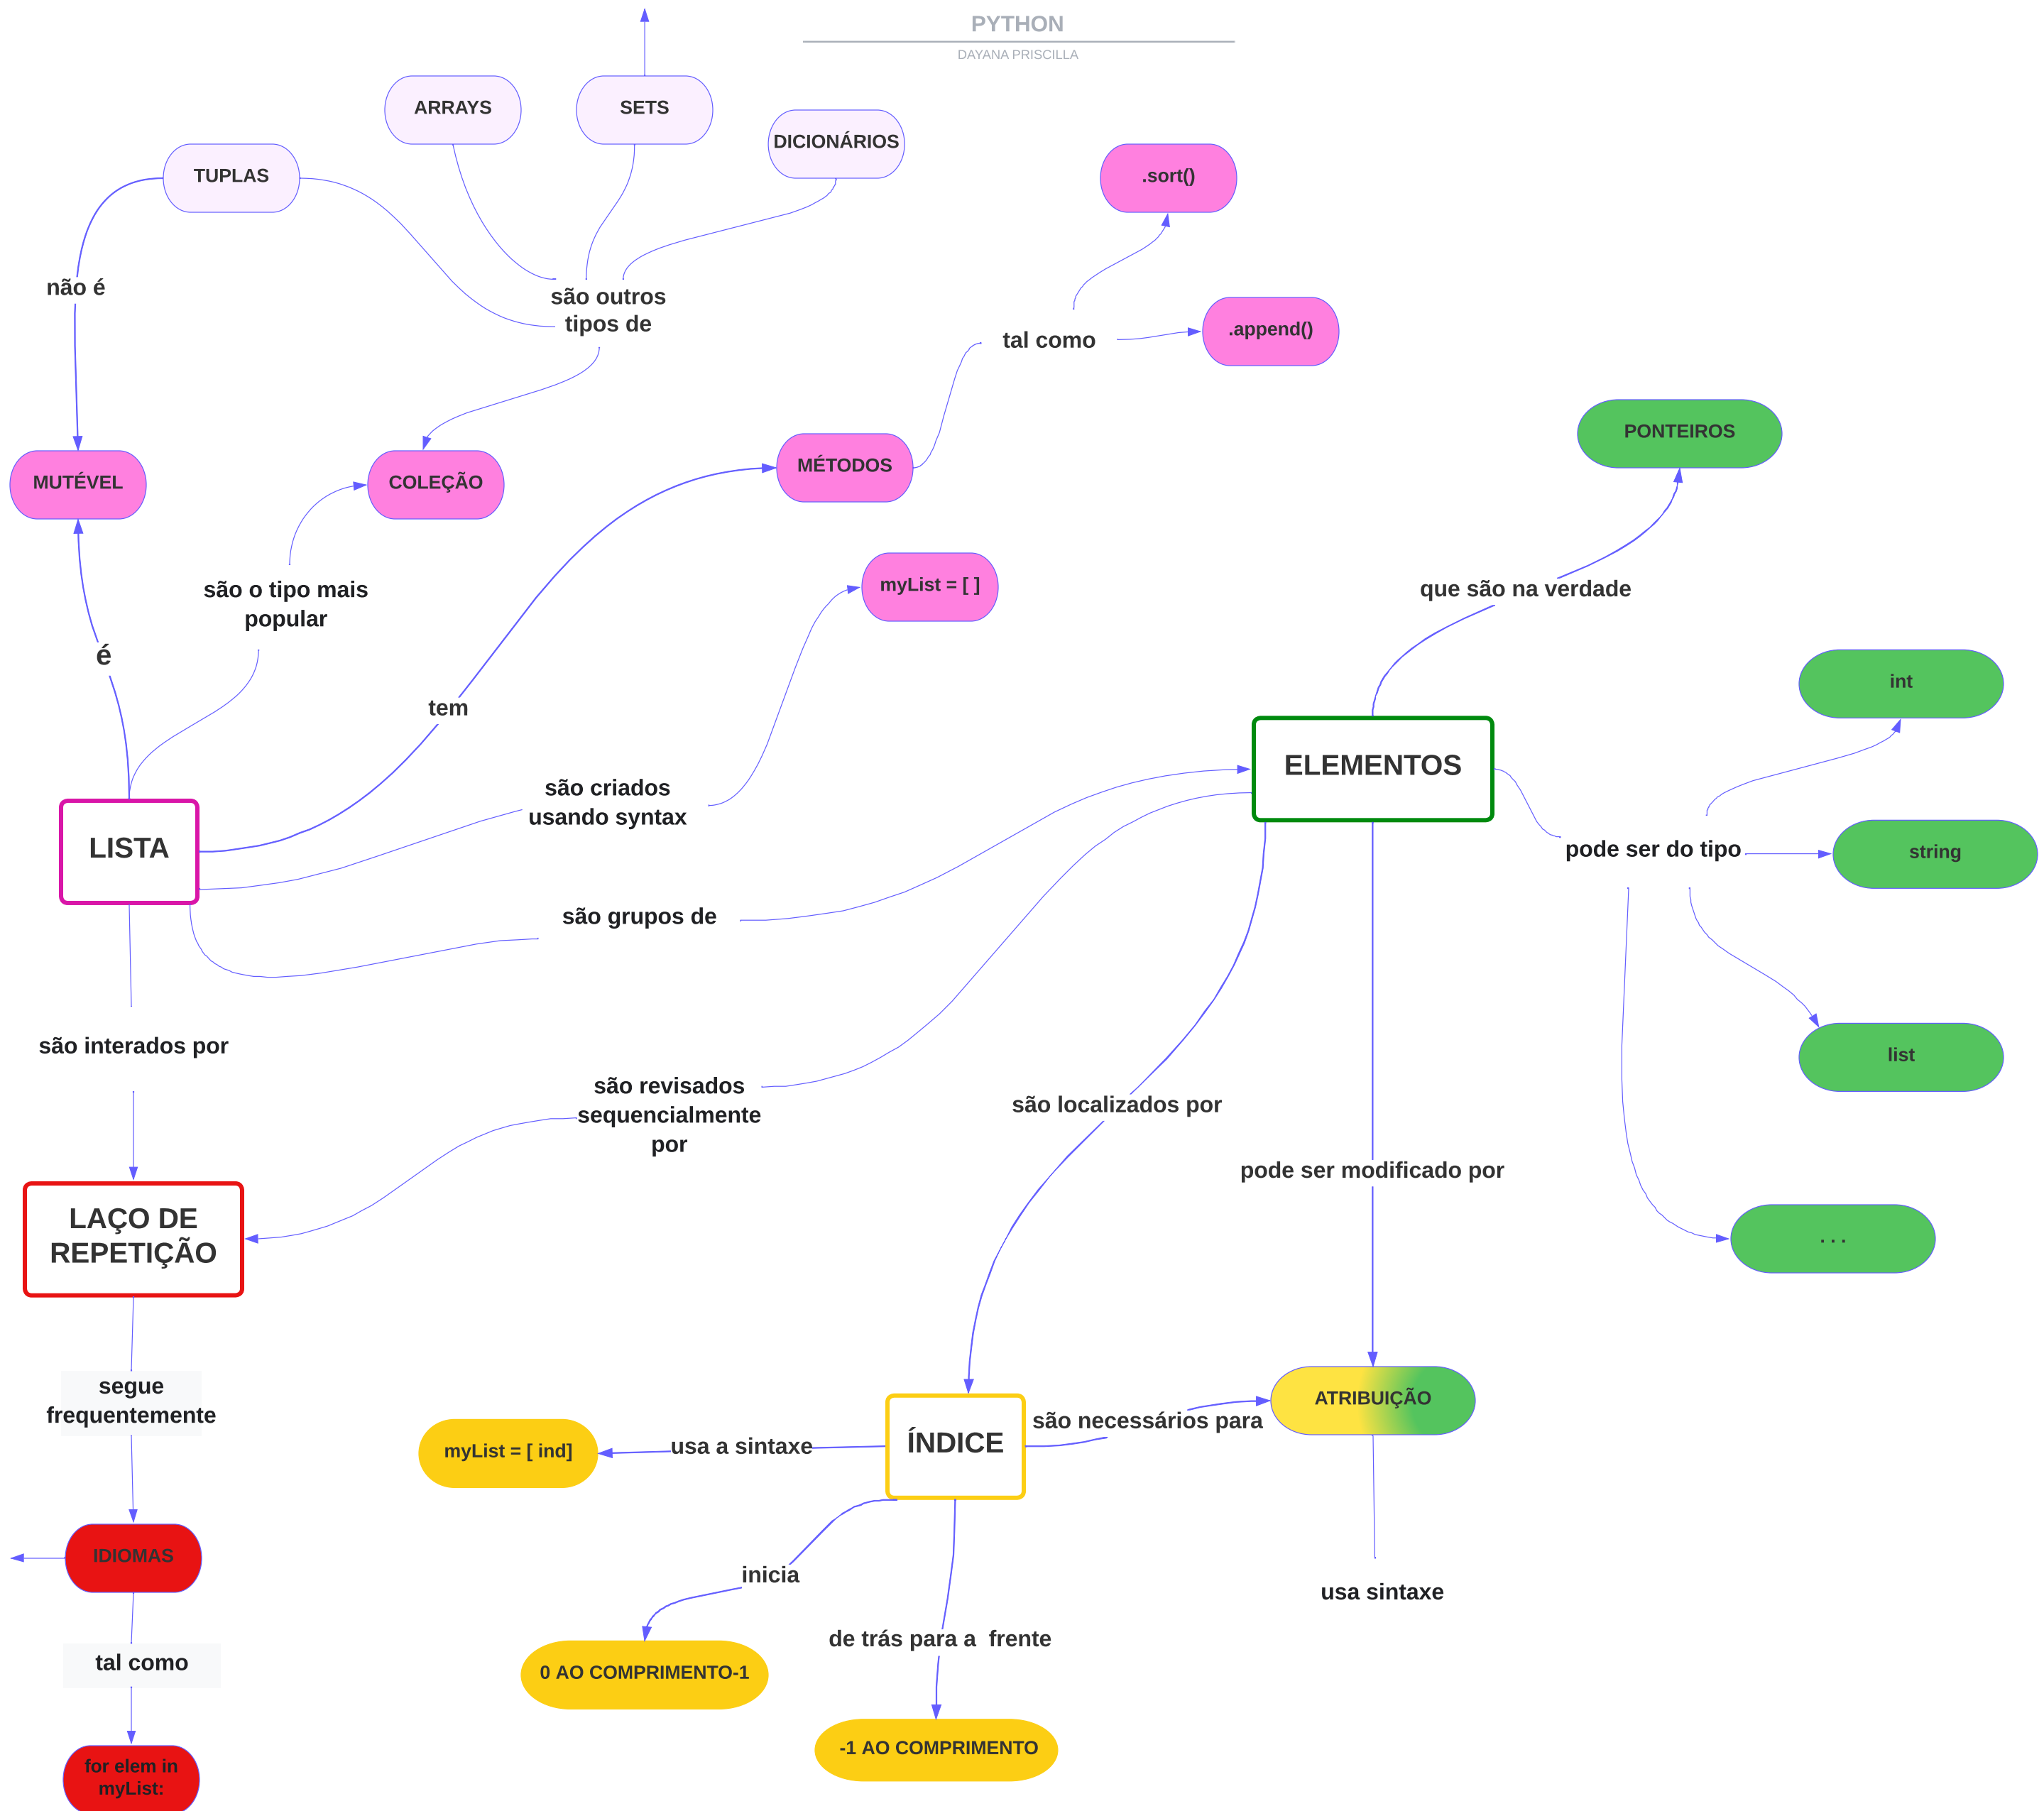 PYTHON
DAYANA PRISCILLA
ARRAYS
SETS
DICIONÁRIOS
TUPLAS
.sort()
não é
são outros
tipos de
tal como
.append()
PONTEIROS
MUTÉVEL
COLEÇÃO
MÉTODOS
são o tipo mais
popular
myList = [ ]
que são na verdade
é
tem
int
ELEMENTOS
são criados
usando syntax
LISTA
pode ser do tipo
string
são grupos de
são interados por
list
são revisados
sequencialmente
por
são localizados por
pode ser modificado por
LAÇO DE
REPETIÇÃO
. . .
segue
frequentemente
ATRIBUIÇÃO
são necessários para
ÍNDICE
usa a sintaxe
myList = [ ind]
IDIOMAS
inicia
usa sintaxe
de trás para a  frente
tal como
0 AO COMPRIMENTO-1
-1 AO COMPRIMENTO
for elem in
myList: